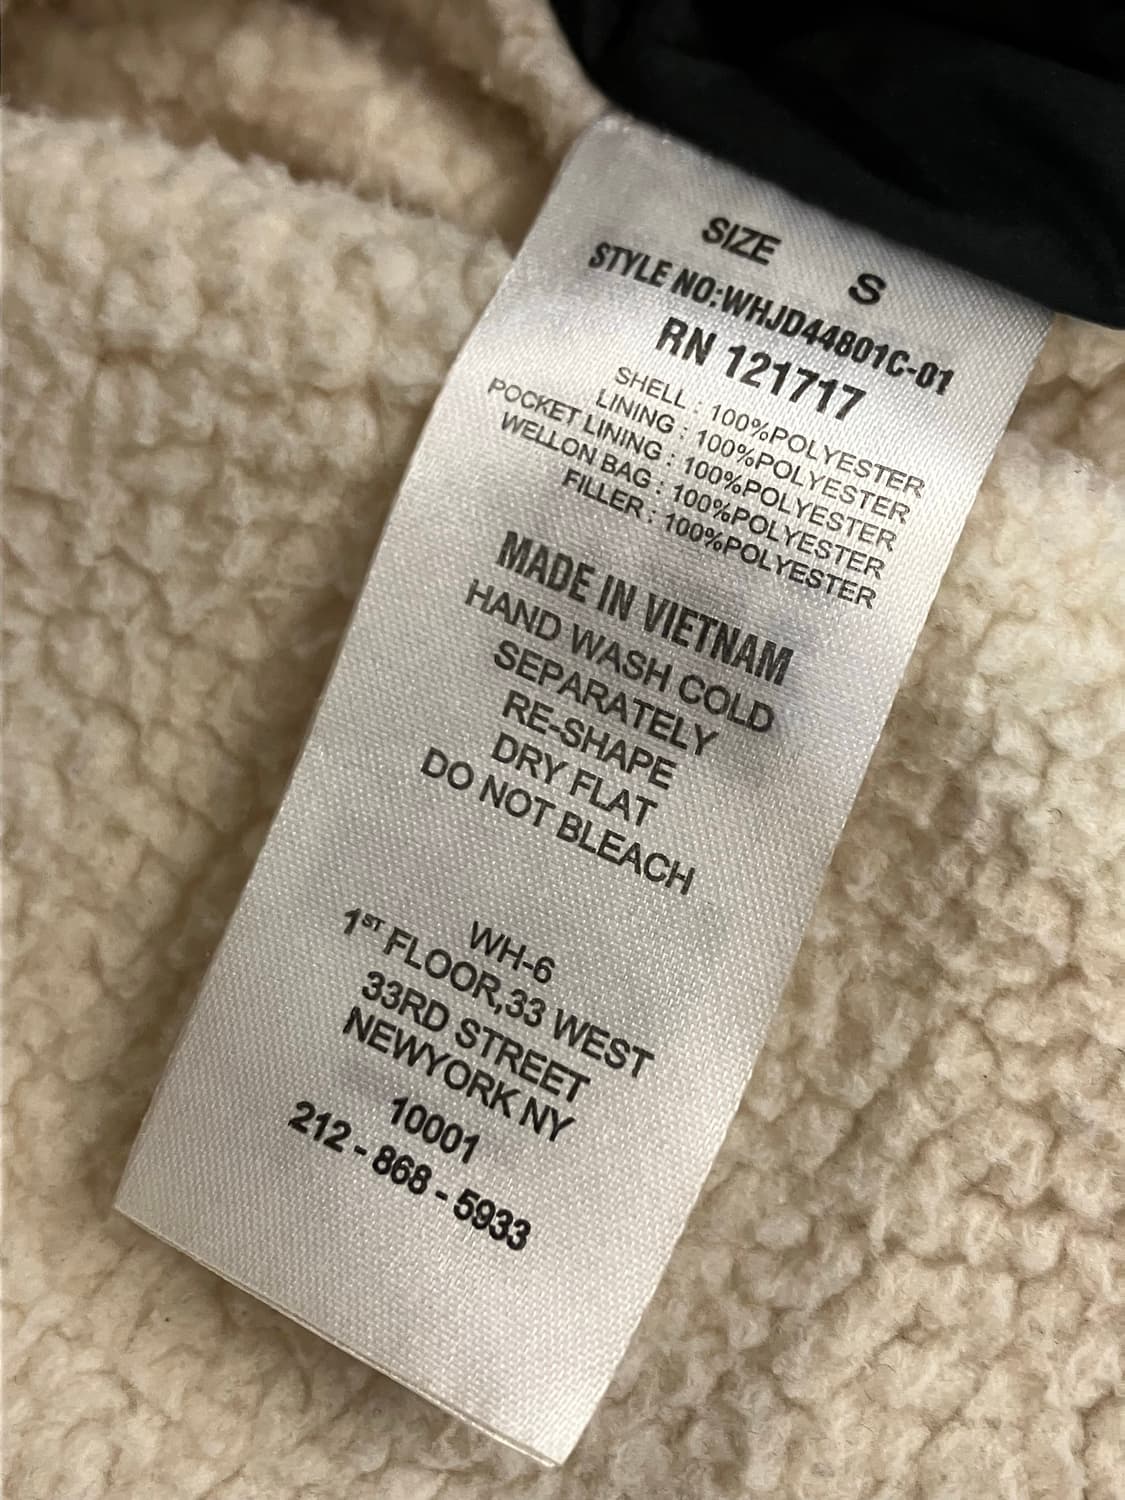 SIZE S
STYLE NO:WHJD44801C-01
RN 121717
SHELL : 100%POLYESTER
LINING : 100%POLYESTER
POCKET LINING : 100%POLYESTER
WELLON BAG : 100%POLYESTER
FILLER : 100%POLYESTER
MADE IN VIETNAM
HAND WASH COLD
SEPARATELY
RE-SHAPE
DRY FLAT
DO NOT BLEACH
WH-6
1ST FLOOR,33 WEST
33RD STREET
NEWYORK NY
10001
212 - 868 - 5933